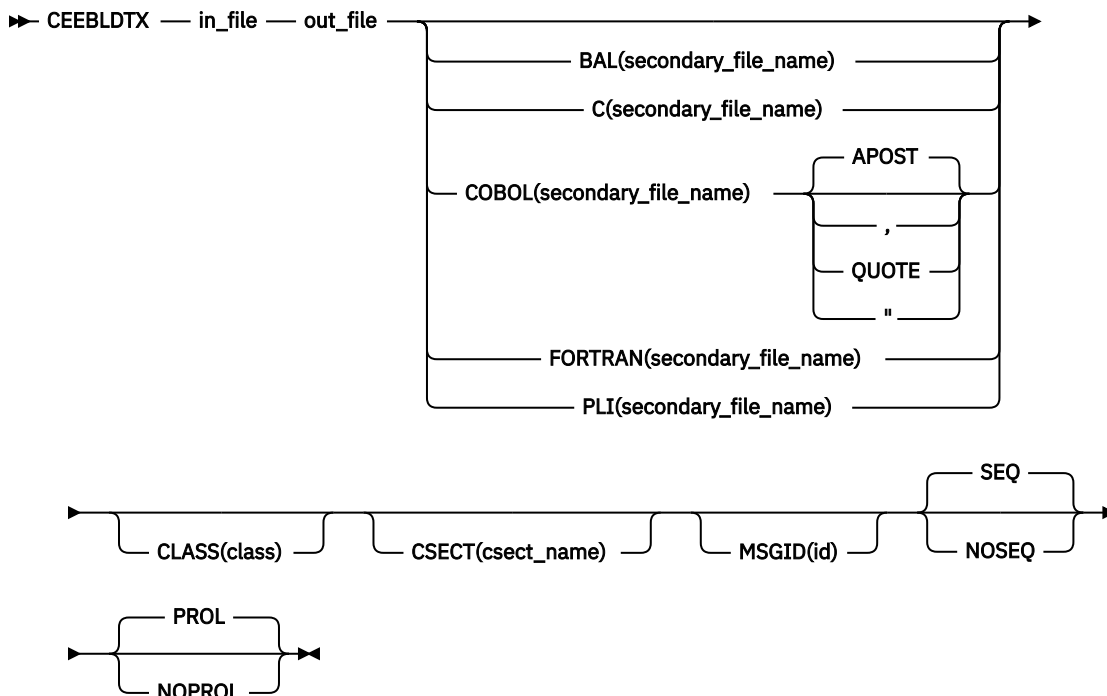 CEEBLDTX in_file out_file
BAL(secondary_file_name)
C(secondary_file_name)
APOST
COBOL(secondary_file_name)
,
QUOTE
"
FORTRAN(secondary_file_name)
PLI(secondary_file_name)
SEQ
CLASS(class) CSECT(csect_name) MSGID(id) NOSEQ
PROL
NOPROL